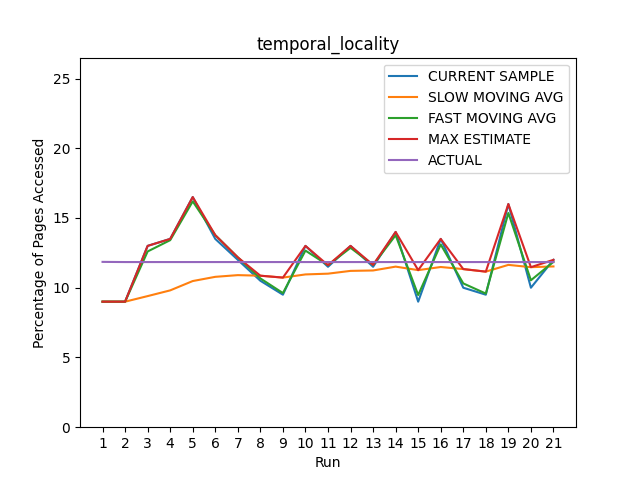 temporal_locality
25
20
15
10
5
0
Percentage of Pages Accessed
CURRENT SAMPLE
SLOW MOVING AVG
FAST MOVING AVG
MAX ESTIMATE
ACTUAL
1 2 3 4 5 6 7 8 9 10 11 12 13 14 15 16 17 18 19 20 21
Run